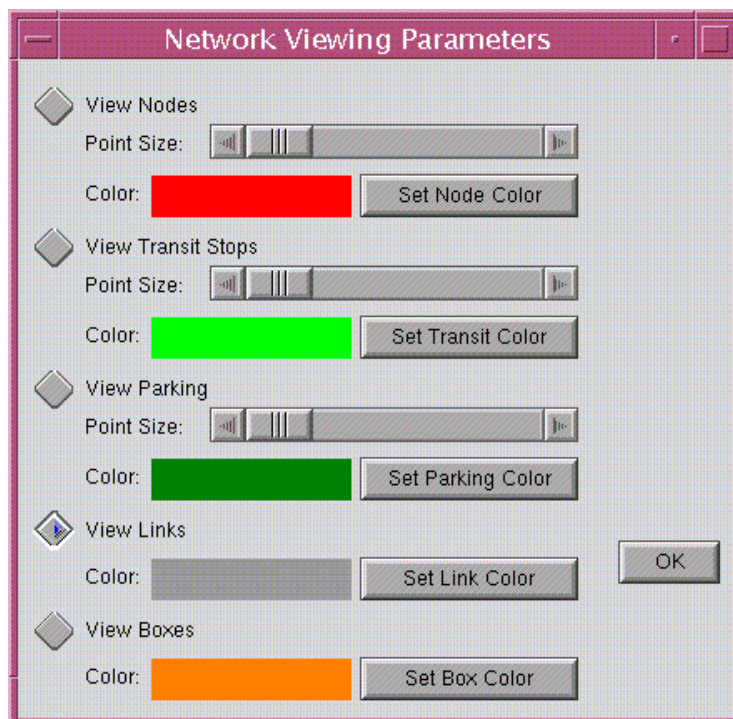 Network Viewing Parameters
View Nodes
Point Size:
Color:
Set Node Color
View Transit Stops
Point Size:
Color:
Set Transit Color
View Parking
Point Size:
Color:
Set Parking Color
View Links
Color:
Set Link Color
OK
View Boxes
Color:
Set Box Color